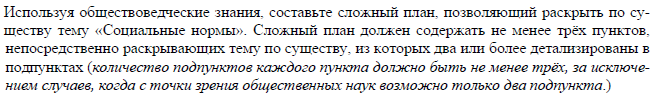 Используя обществоведческие знания, составьте сложный план, позволяющий раскрыть по су-
ществу тему «Социальные нормы». Сложный план должен содержать не менее трёх пунктов,
непосредственно раскрывающих тему по существу, из которых два или более детализированы в
подпунктах (количество подпунктов каждого пункта должно быть не менее трёх, за исключе-
нием случаев, когда с точки зрения общественных наук возможно только два подпункта.)